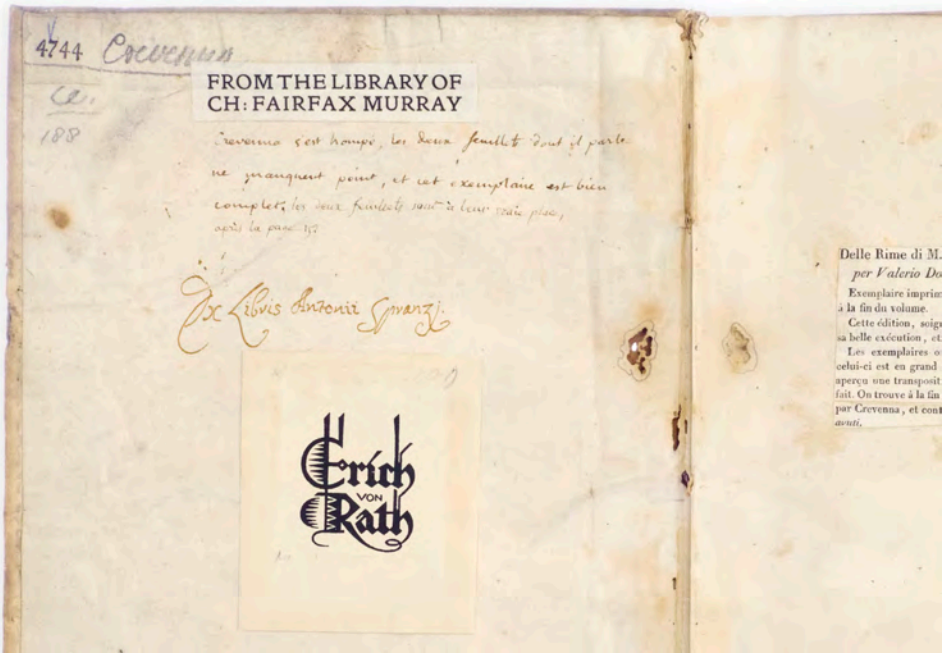 4744 Crevenna
Ce.
188
FROM THE LIBRARY OF
CH: FAIRFAX MURRAY
Crevenna s'est trompé, les deux feuillets dont il parle
ne manquent point, et cet exemplaire est bien
complet. les deux feuillets sont à leur vraie place,
après la page
Ex Libris Antonii Spranzj.
Erich
VON
Rath
Delle Rime di M.
per Valerio Do
Exemplaire imprim
à la fin du volume.
Cette édition, soign
sa belle exécution, et
Les exemplaires o
celui-ci est en grand
aperçu une transposit
fait. On trouve à la fin
par Crevenna, et cont
avuti.